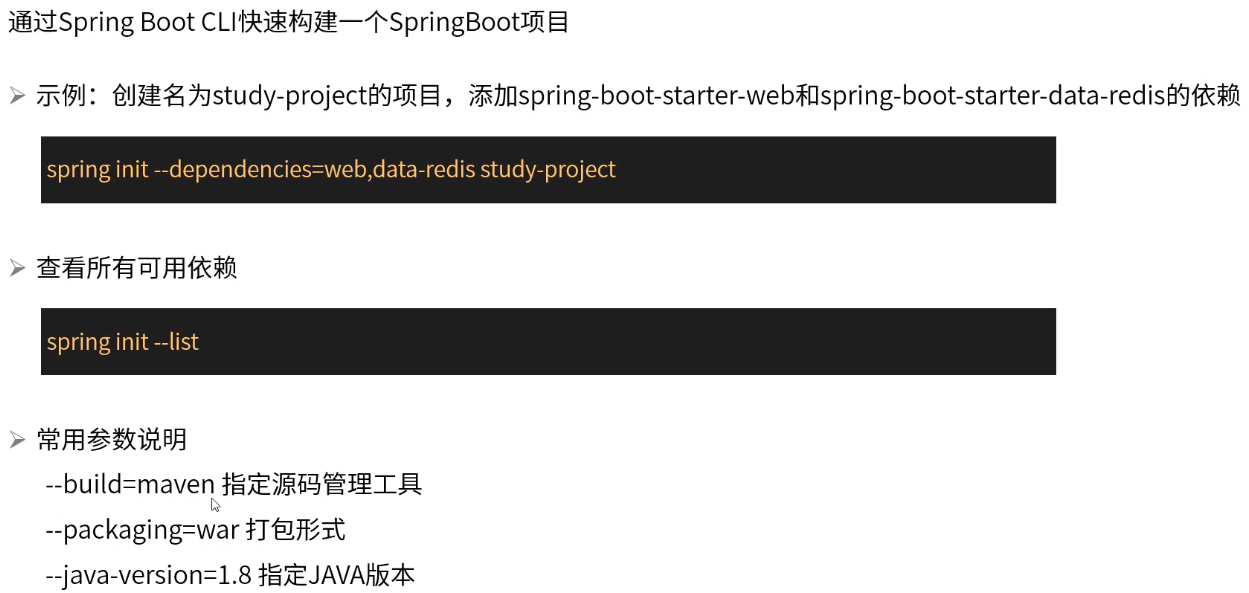 通过Spring Boot CLI快速构建一个SpringBoot项目
示例：创建名为study-project的项目，添加spring-boot-starter-web和spring-boot-starter-data-redis的依赖
spring init --dependencies=web,data-redis study-project
查看所有可用依赖
spring init --list
常用参数说明
--build=maven 指定源码管理工具
--packaging=war 打包形式
--java-version=1.8 指定JAVA版本